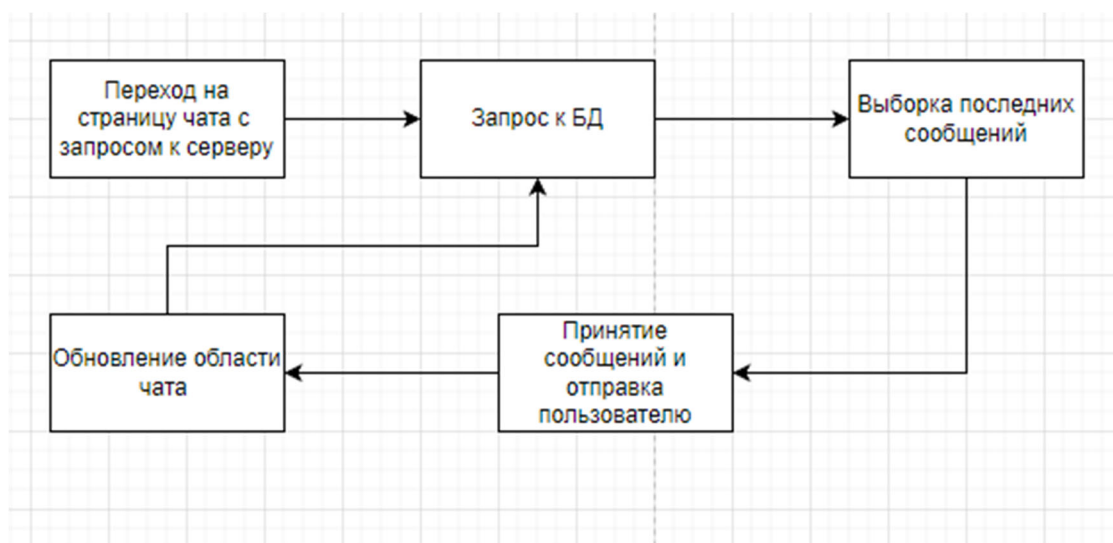 Переход на
страницу чата с
запросом к серверу
Запрос к БД
Выборка последних
сообщений
Обновление области
чата
Принятие
сообщений и
отправка
пользователю